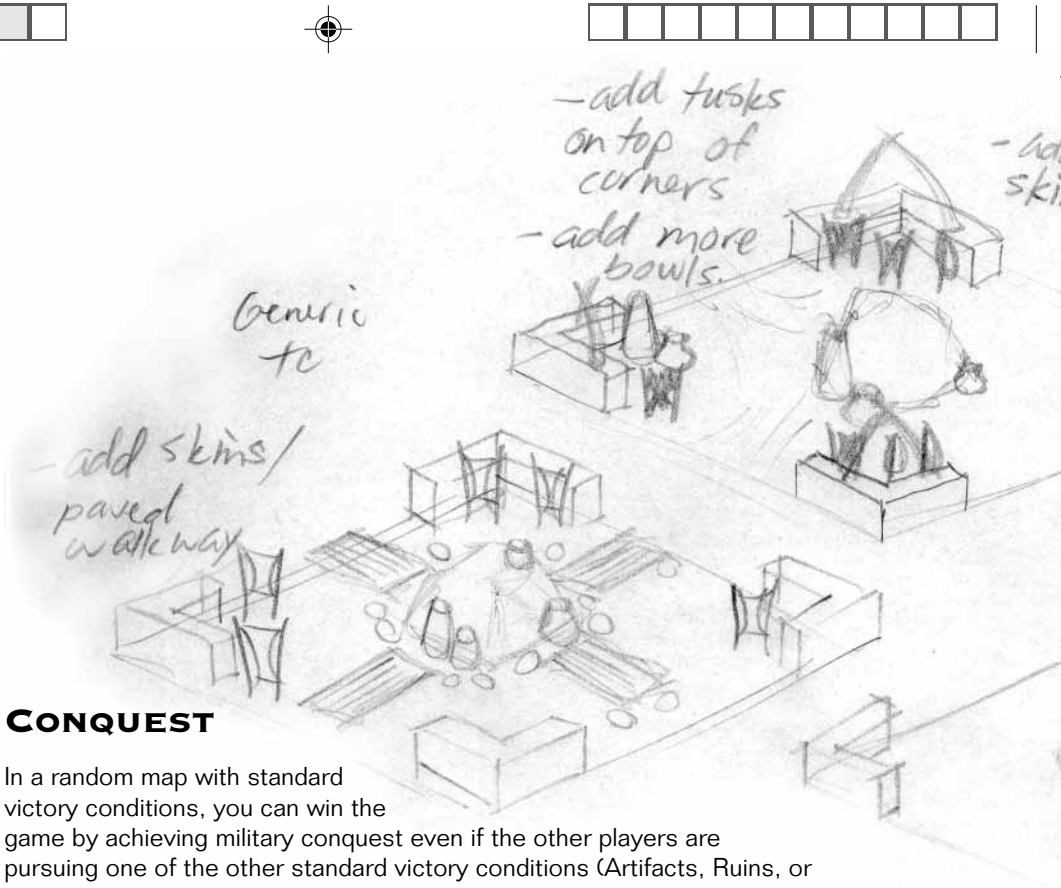 -add tusks
on top of
corners
- add more
bowls.
Generic
tc
- add skins/
paved
walkway
CONQUEST
In a random map with standard
victory conditions, you can win the
game by achieving military conquest even if the other players are
pursuing one of the other standard victory conditions (Artifacts, Ruins, or